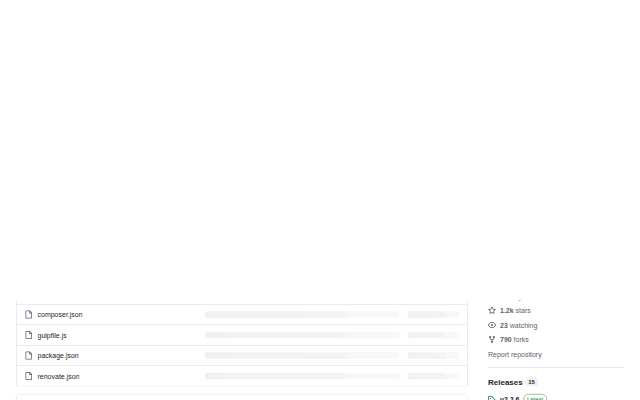 composer.json
gulpfile.js
package.json
renovate.json
1.2k stars
23 watching
790 forks
Report repository
Releases 15